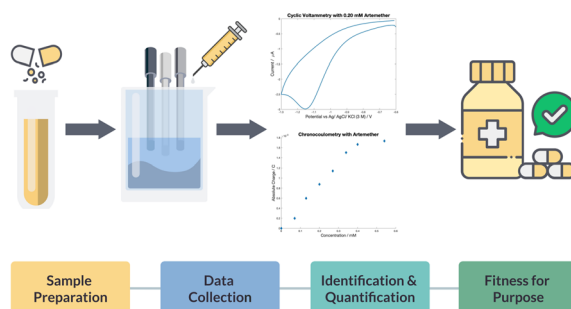 Cyclic Voltammetry with 0.20 mM Artemether
Current / μA
Potential vs Ag/ AgCl/ KCl (3 M) / V
Chronocoulometry with Artemether
Absolute Charge / C
Concentration / mM
Sample
Preparation
Data
Collection
Identification &
Quantification
Fitness for
Purpose